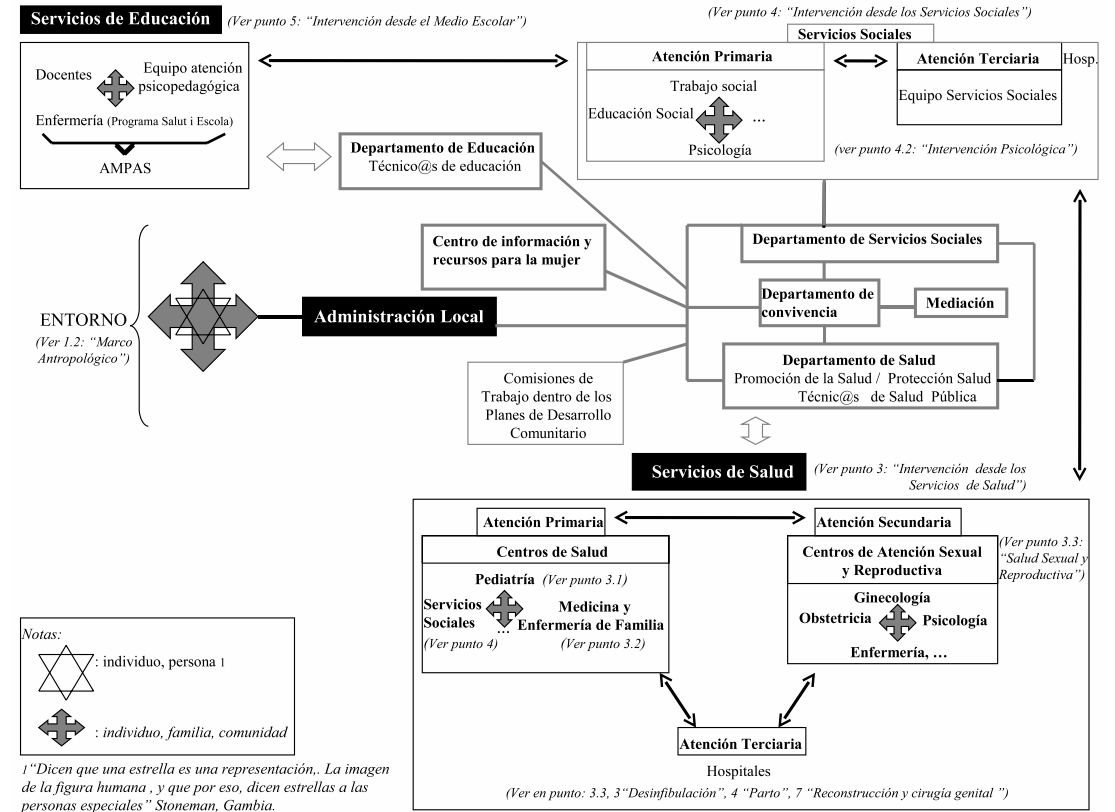 Servicios de Educación
(Ver punto 5: “Intervención desde el Medio Escolar”)
Docentes
Equipo atención
psicopedagógica
Enfermería (Programa Salut i Escola)
AMPAS
(Ver punto 4: “Intervención desde los Servicios Sociales”)
Servicios Sociales
Atención Primaria
Trabajo social
Educación Social
...
Psicología
Atención Terciaria
Hosp.
Equipo Servicios Sociales
(ver punto 4.2: “Intervención Psicológica”)
Departamento de Educación
Técnico@s de educación
Centro de información y
recursos para la mujer
Departamento de Servicios Sociales
Departamento de
convivencia
Mediación
ENTORNO
(Ver 1.2: “Marco
Antropológico”)
Administración Local
Departamento de Salud
Promoción de la Salud / Protección Salud
Técnic@s de Salud Pública
Comisiones de
Trabajo dentro de los
Planes de Desarrollo
Comunitario
Servicios de Salud
(Ver punto 3: “Intervención desde los
Servicios de Salud”)
Atención Primaria
Centros de Salud
Pediatría (Ver punto 3.1)
Servicios
Sociales
(Ver punto 4)
...
Medicina y
Enfermería de Familia
(Ver punto 3.2)
Atención Secundaria
Centros de Atención Sexual
y Reproductiva
(Ver punto 3.3:
“Salud Sexual y
Reproductiva”)
Ginecología
Obstetricia
Psicología
Enfermería, …
Atención Terciaria
Hospitales
(Ver en punto: 3.3, 3“Desinfibulación”, 4 “Parto”, 7 “Reconstrucción y cirugía genital ”)
Notas:
: individuo, persona 1
: individuo, familia, comunidad
1“Dicen que una estrella es una representación,. La imagen
de la figura humana , y que por eso, dicen estrellas a las
personas especiales” Stoneman, Gambia.